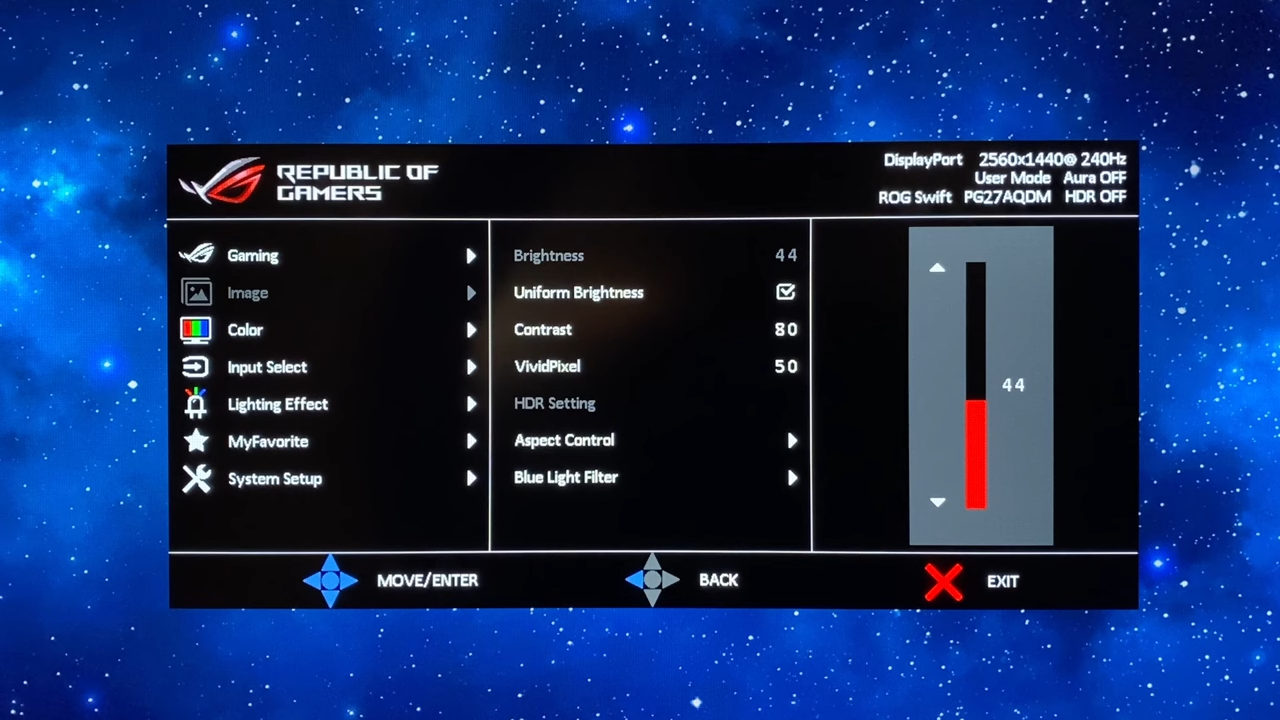 REPUBLIC OF
GAMERS
DisplayPort 2560x1440@ 240Hz
User Mode Aura OFF
ROG Swift PG27AQDM HDR OFF
Gaming
Image
Color
Input Select
Lighting Effect
MyFavorite
System Setup
Brightness 44
Uniform Brightness
Contrast 80
VividPixel 50
HDR Setting
Aspect Control
Blue Light Filter
44
MOVE/ENTER
BACK
EXIT